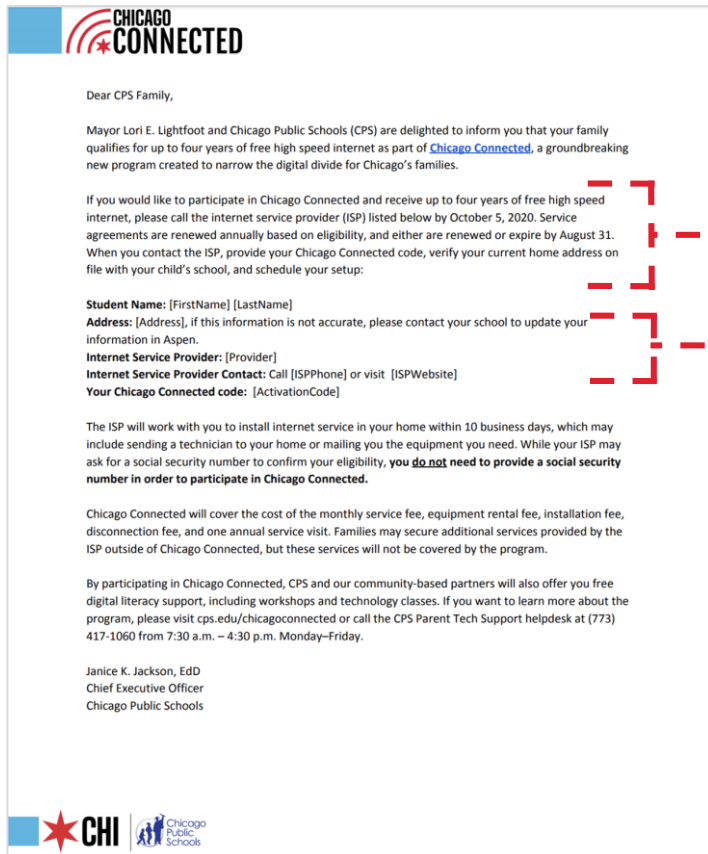 CHICAGO
CONNECTED
Dear CPS Family,
Mayor Lori E. Lightfoot and Chicago Public Schools (CPS) are delighted to inform you that your family
qualifies for up to four years of free high speed internet as part of Chicago Connected, a groundbreaking
new program created to narrow the digital divide for Chicago's families.
If you would like to participate in Chicago Connected and receive up to four years of free high speed
internet, please call the internet service provider (ISP) listed below by October 5, 2020. Service
agreements are renewed annually based on eligibility, and either are renewed or expire by August 31.
When you contact the ISP, provide your Chicago Connected code, verify your current home address on
file with your child's school, and schedule your setup:
Student Name: [FirstName] [LastName]
Address: [Address], if this information is not accurate, please contact your school to update your
information in Aspen.
Internet Service Provider: [Provider]
Internet Service Provider Contact: Call [ISPPhone] or visit [ISPWebsite]
Your Chicago Connected code: [ActivationCode]
The ISP will work with you to install internet service in your home within 10 business days, which may
include sending a technician to your home or mailing you the equipment you need. While your ISP may
ask for a social security number to confirm your eligibility, you do not need to provide a social security
number in order to participate in Chicago Connected.
Chicago Connected will cover the cost of the monthly service fee, equipment rental fee, installation fee,
disconnection fee, and one annual service visit. Families may secure additional services provided by the
ISP outside of Chicago Connected, but these services will not be covered by the program.
By participating in Chicago Connected, CPS and our community-based partners will also offer you free
digital literacy support, including workshops and technology classes. If you want to learn more about the
program, please visit cps.edu/chicagoconnected or call the CPS Parent Tech Support helpdesk at (773)
417-1060 from 7:30 a.m. – 4:30 p.m. Monday–Friday.
Janice K. Jackson, EdD
Chief Executive Officer
Chicago Public Schools
CHI
Chicago
Public
Schools